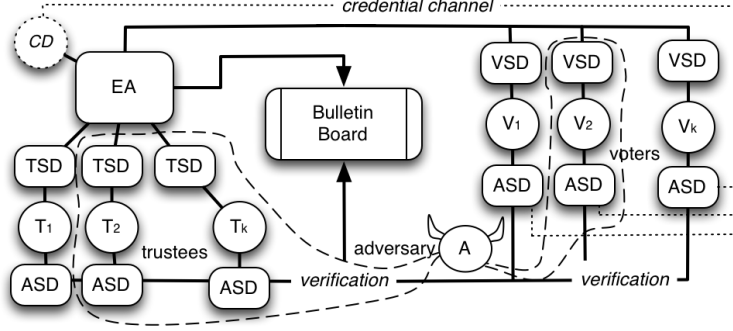 credential channel
CD
EA
Bulletin
Board
VSD
VSD
VSD
V1
V2
Vk
voters
ASD
ASD
ASD
TSD
TSD
TSD
T1
T2
Tk
trustees
adversary
A
ASD
ASD
ASD
verification
verification